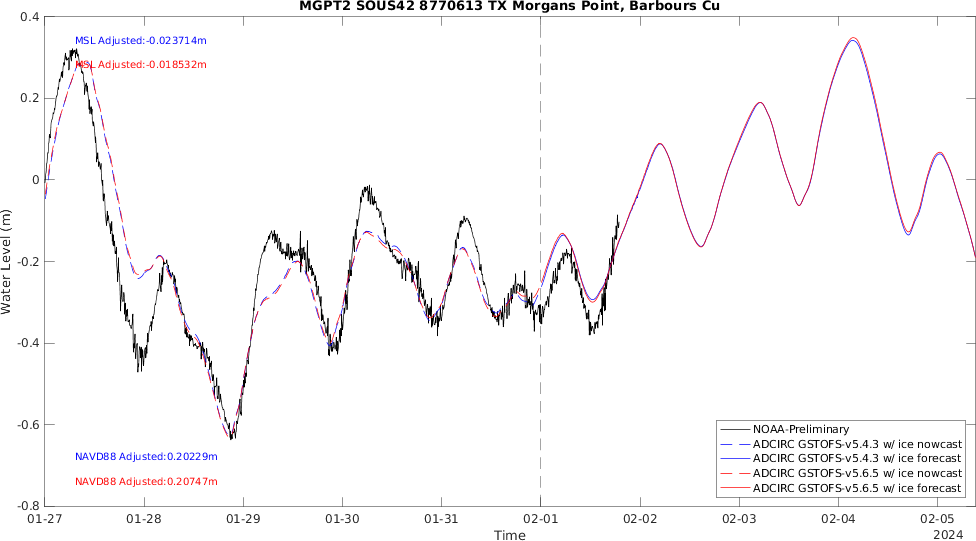 MGPT2 SOUS42 8770613 TX Morgans Point, Barbours Cu
MSL Adjusted:-0.023714m
MSL Adjusted:-0.018532m
NAVD88 Adjusted:0.20229m
NAVD88 Adjusted:0.20747m
Water Level (m)
0.4
0.2
0
-0.2
-0.4
-0.6
-0.8
NOAA-Preliminary
ADCIRC GSTOFS-v5.4.3 w/ ice nowcast
ADCIRC GSTOFS-v5.4.3 w/ ice forecast
ADCIRC GSTOFS-v5.6.5 w/ ice nowcast
ADCIRC GSTOFS-v5.6.5 w/ ice forecast
01-27 01-28 01-29 01-30 01-31 02-01 02-02 02-03 02-04 02-05
Time
2024